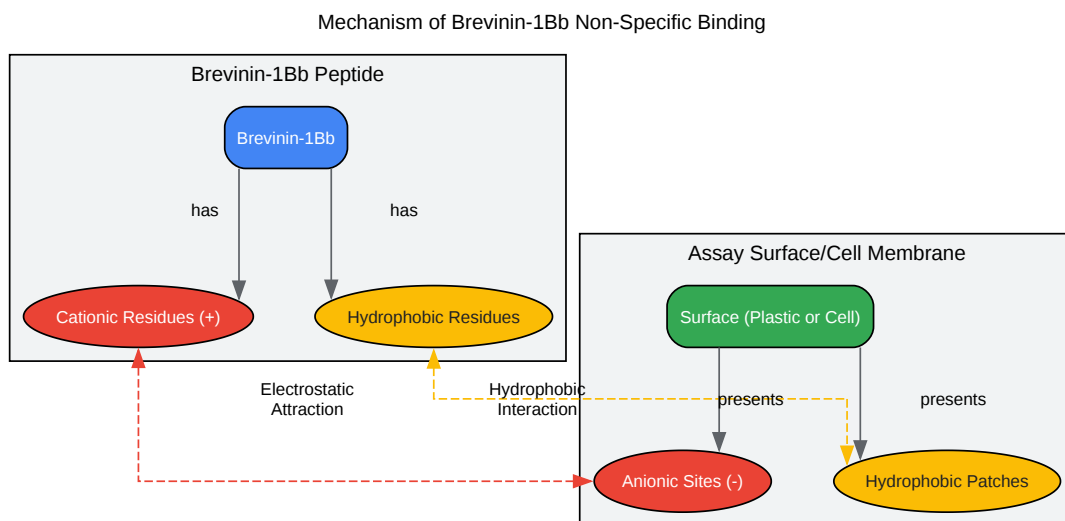 Mechanism of Brevinin-1Bb Non-Specific Binding
Brevinin-1Bb Peptide
Brevinin-1Bb
has
has
Cationic Residues (+)
Hydrophobic Residues
Assay Surface/Cell Membrane
Surface (Plastic or Cell)
Electrostatic
Attraction
Hydrophobic
Interaction
presents
presents
Anionic Sites (-)
Hydrophobic Patches